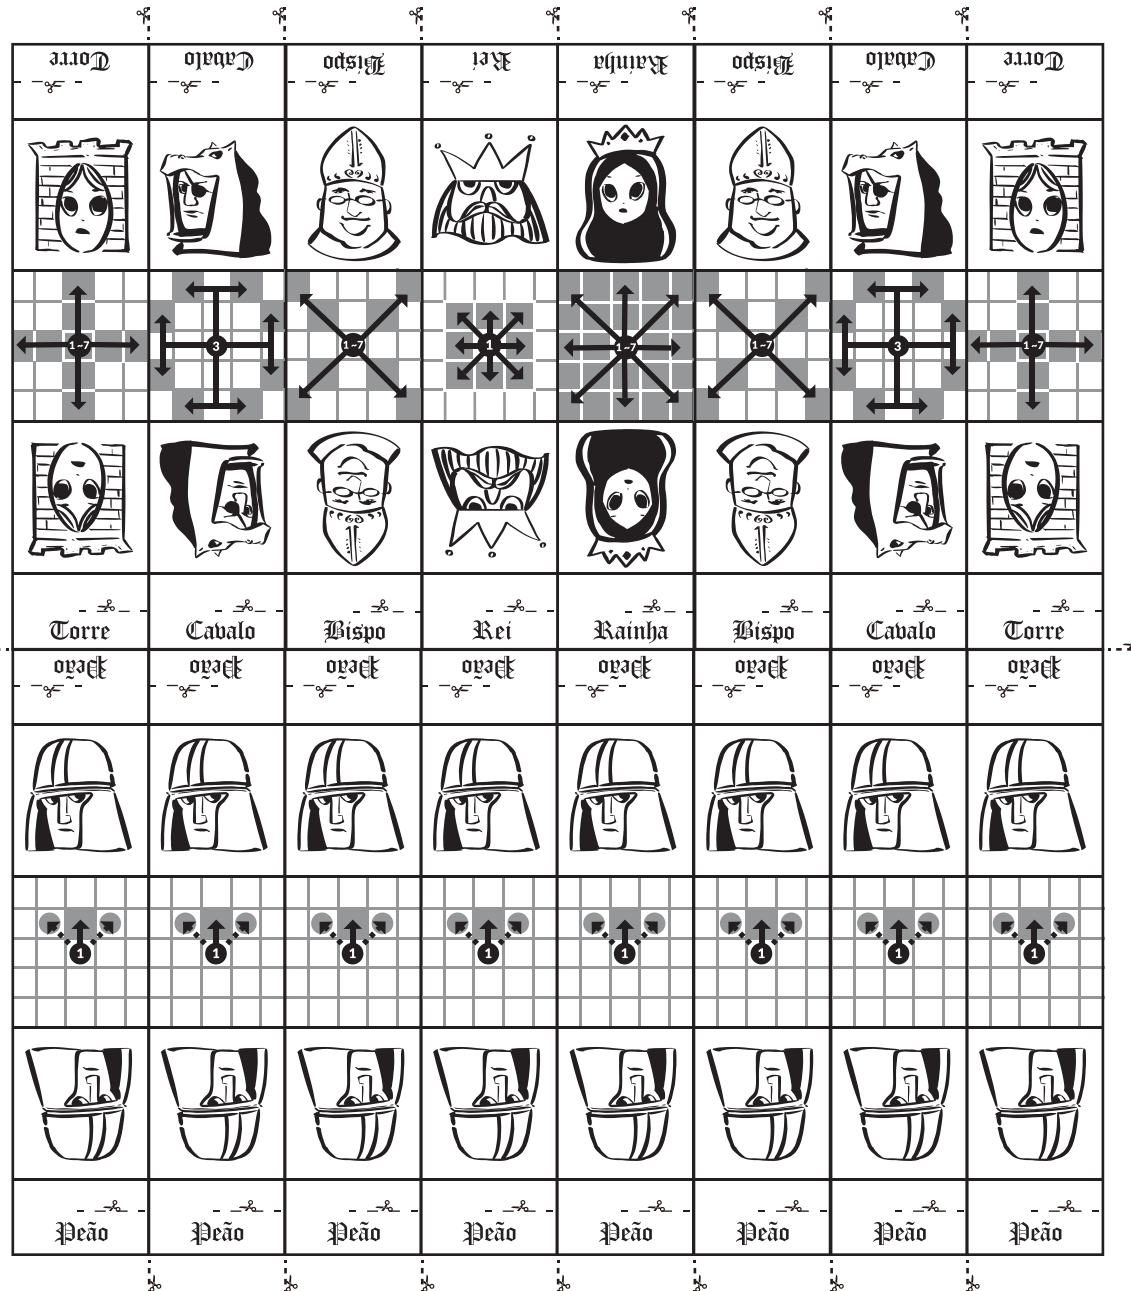 Torre Cavalo Bispo Rei Rainha Bispo Cavalo Torre
1~7 3 1~7 1 1~7 1~7 3 1~7
Torre Cavalo Bispo Rei Rainha Bispo Cavalo Torre
Peão Peão Peão Peão Peão Peão Peão Peão
1 1 1 1 1 1 1 1
Peão Peão Peão Peão Peão Peão Peão Peão